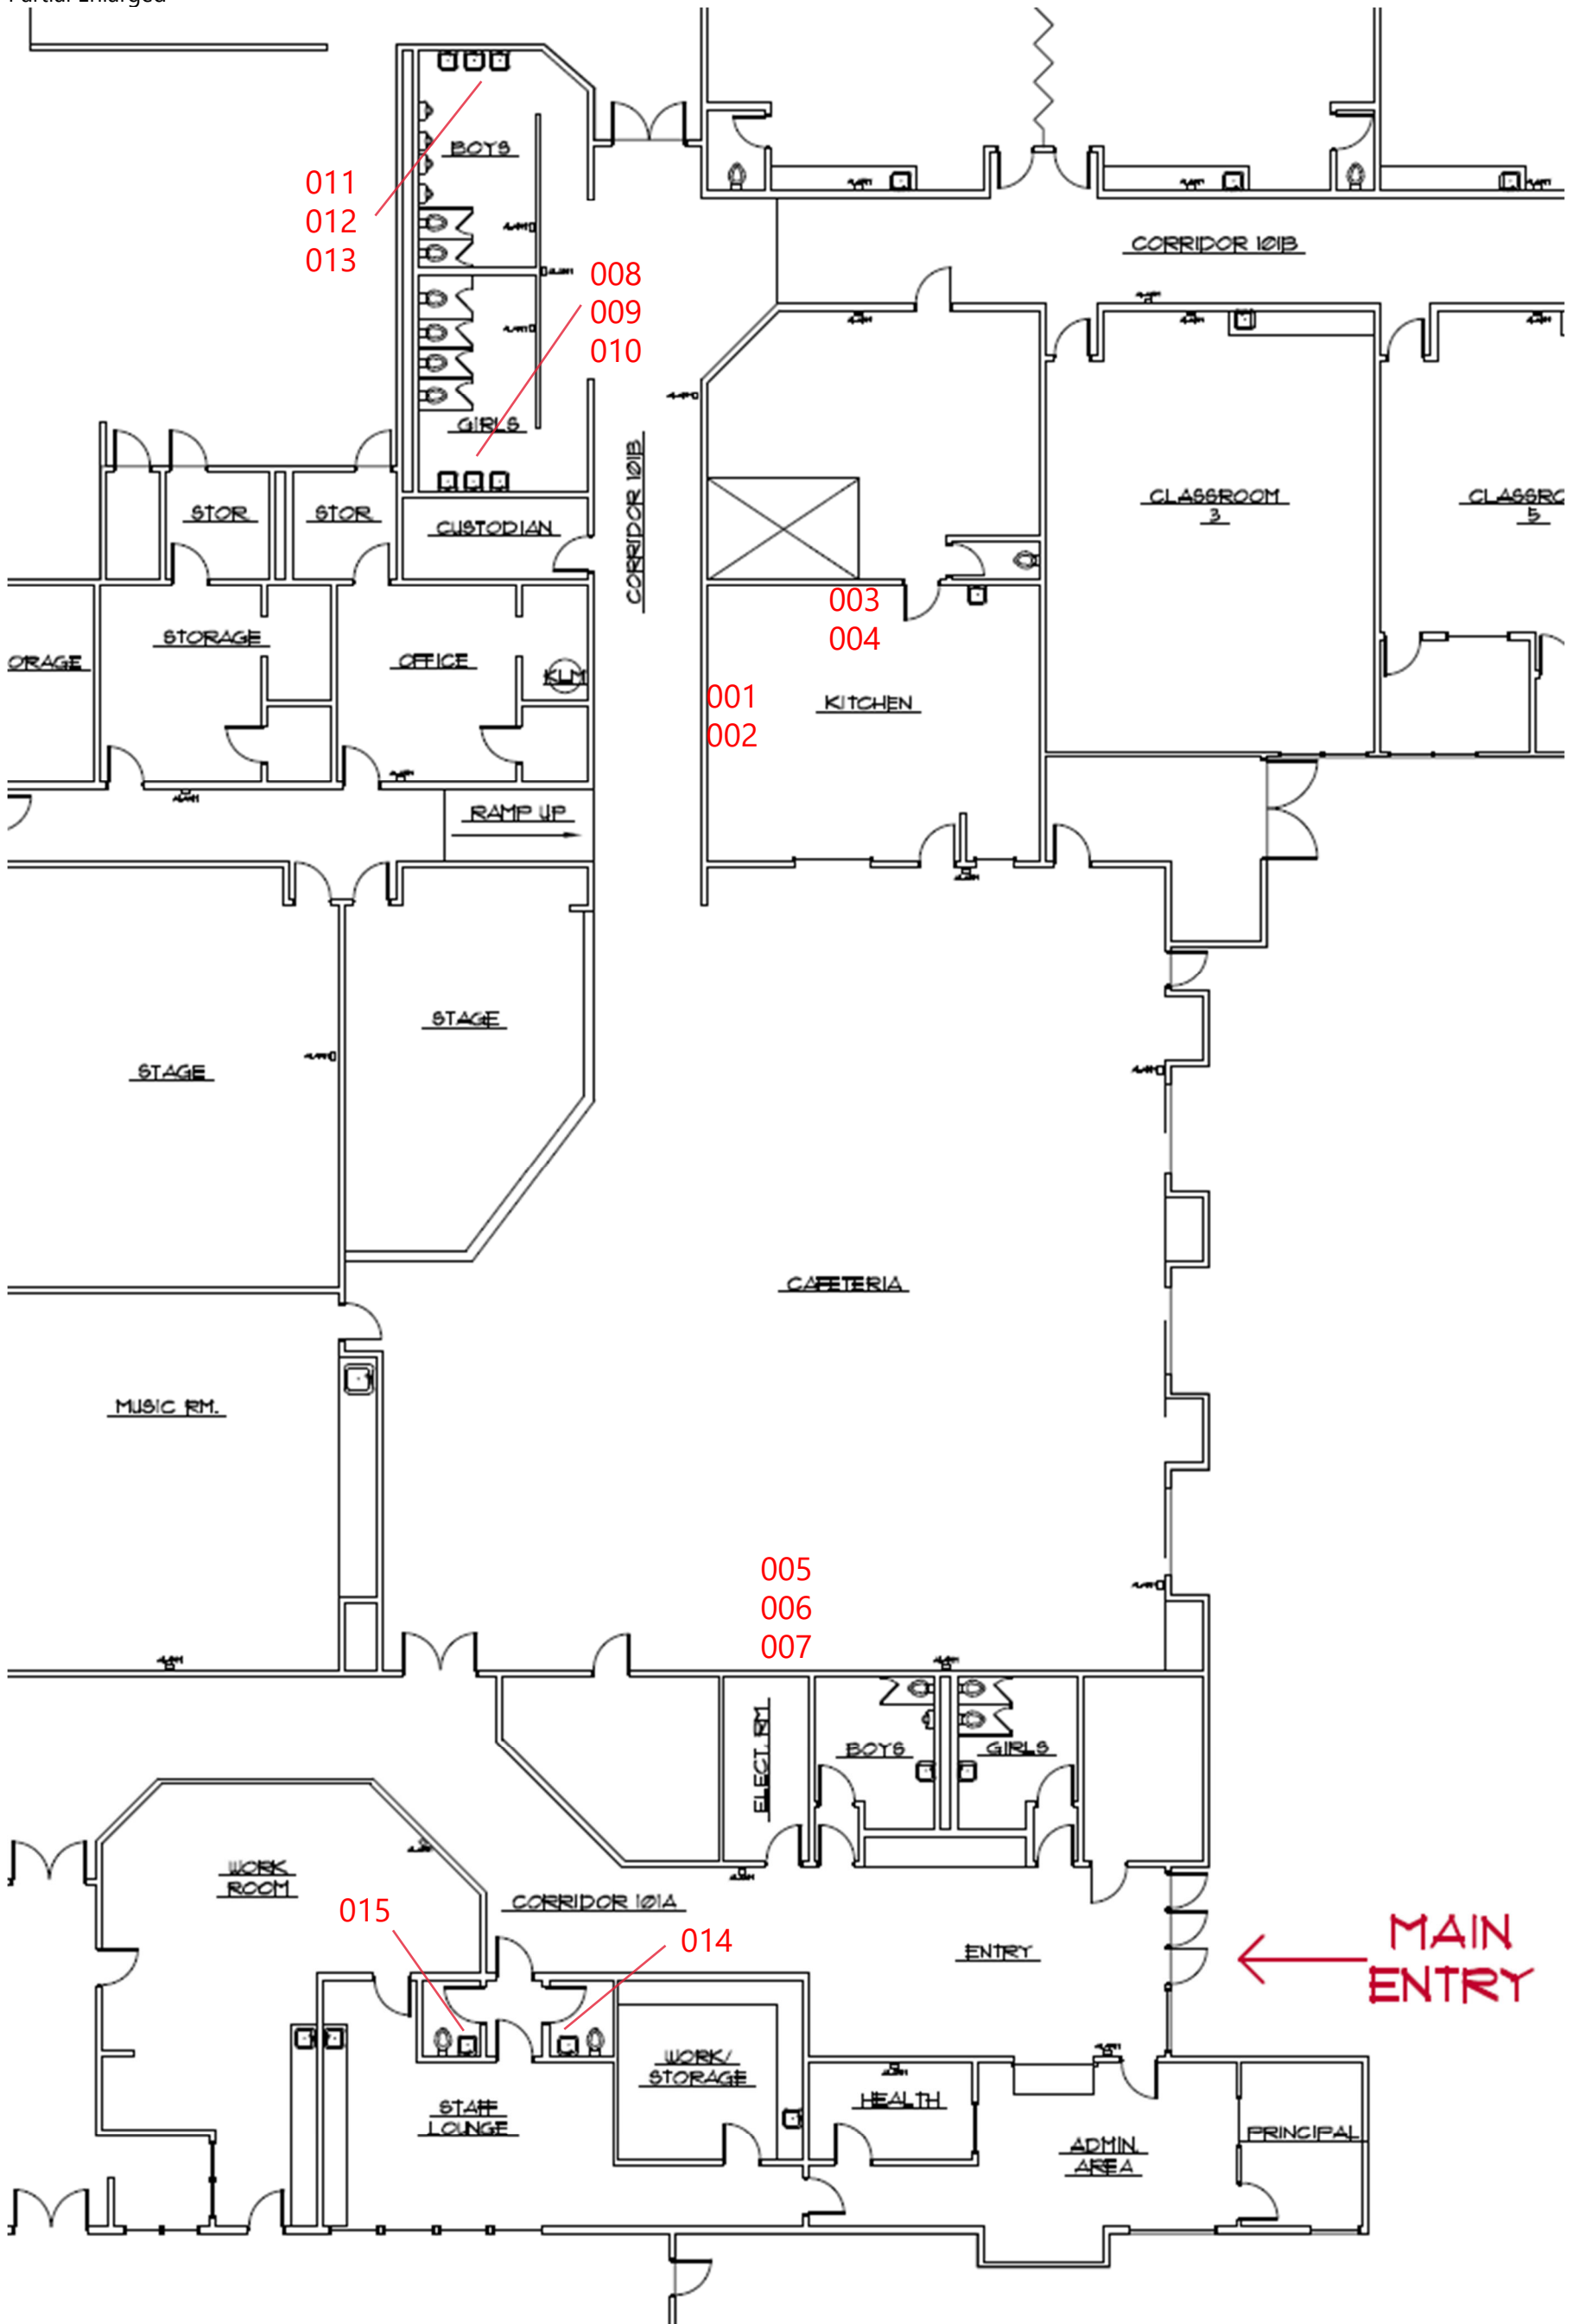 Partial Enlarged
BOYS
011
012
013
CORRIDOR 101B
008
009
010
GIRLS
CORRIDOR 101B
STOR.
STOR.
CUSTODIAN
CLASSROOM
3
CLASSRO
5
003
004
STORAGE
ORAGE
OFFICE
KLM
001
002
KITCHEN
RAMP UP
STAGE
STAGE
CAFETERIA
MUSIC RM.
005
006
007
ELECT. RM
BOYS
GIRLS
WORK
ROOM
015
CORRIDOR 101A
014
ENTRY
MAIN
ENTRY
WORK/
STORAGE
STAFF
LOUNGE
HEALTH
ADMIN.
AREA
PRINCIPAL